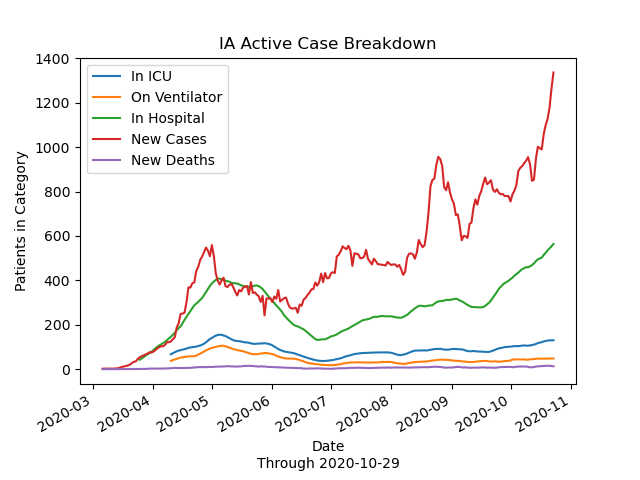 IA Active Case Breakdown
1400
1200
1000
800
600
400
200
0
Patients in Category
In ICU
On Ventilator
In Hospital
New Cases
New Deaths
2020-03
2020-04
2020-05
2020-06
2020-07
2020-08
2020-09
2020-10
2020-11
Date
Through 2020-10-29